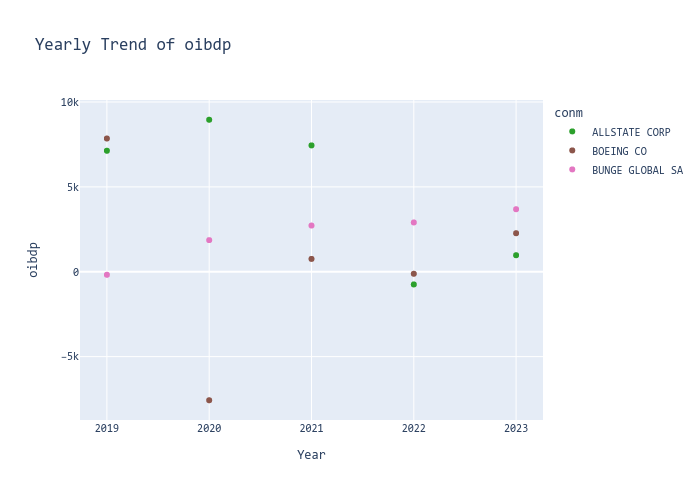 Yearly Trend of oibdp
10k
5k
0
−5k
oibdp
2019 2020 2021 2022 2023
Year
conm
ALLSTATE CORP
BOEING CO
BUNGE GLOBAL SA